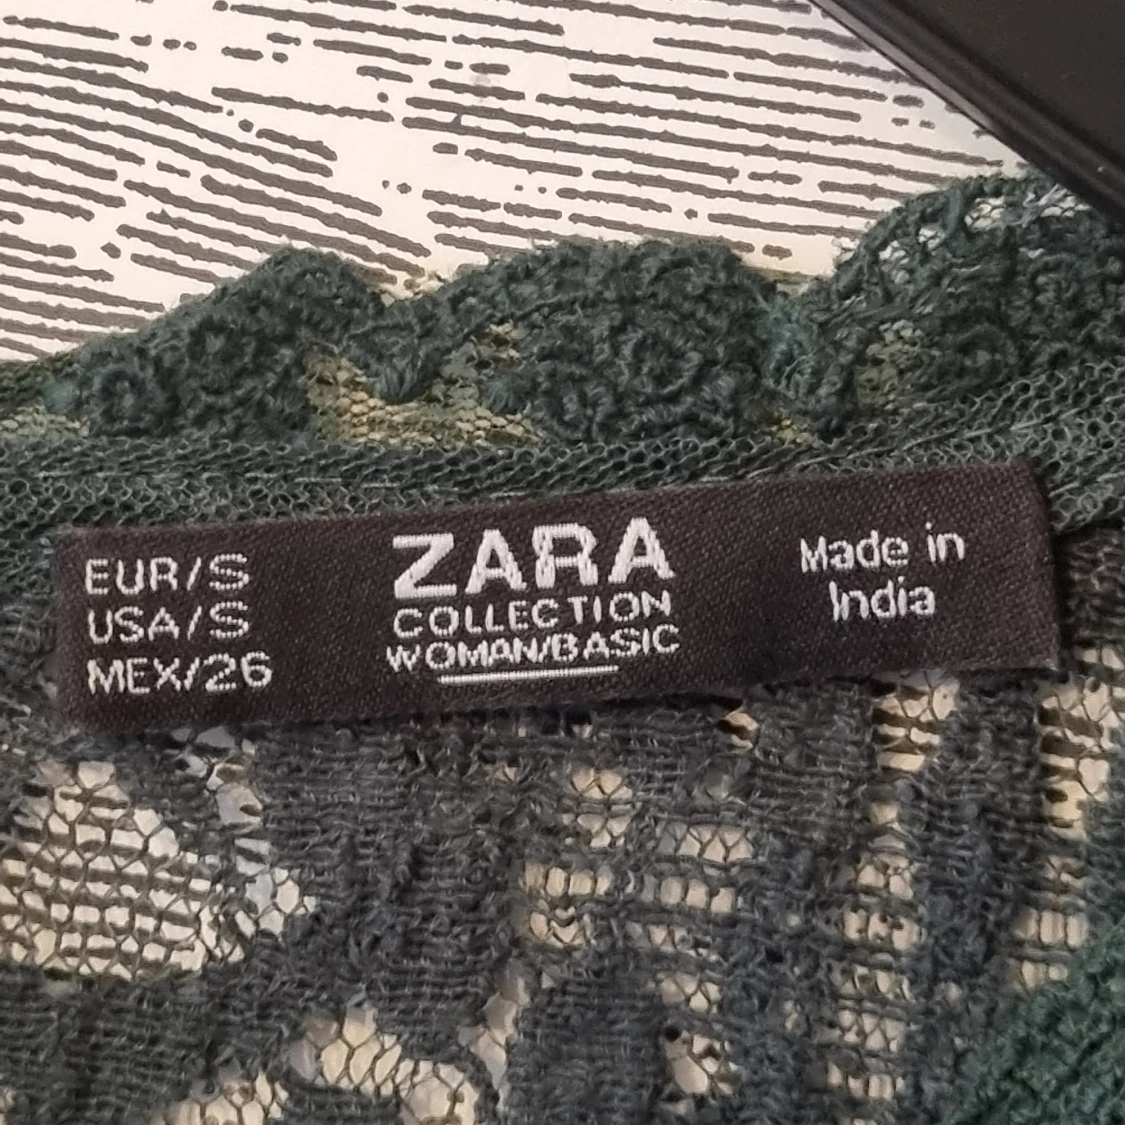 EUR/S
USA/S
MEX/26
ZARA
COLLECTION
WOMAN/BASIC
Made in
India